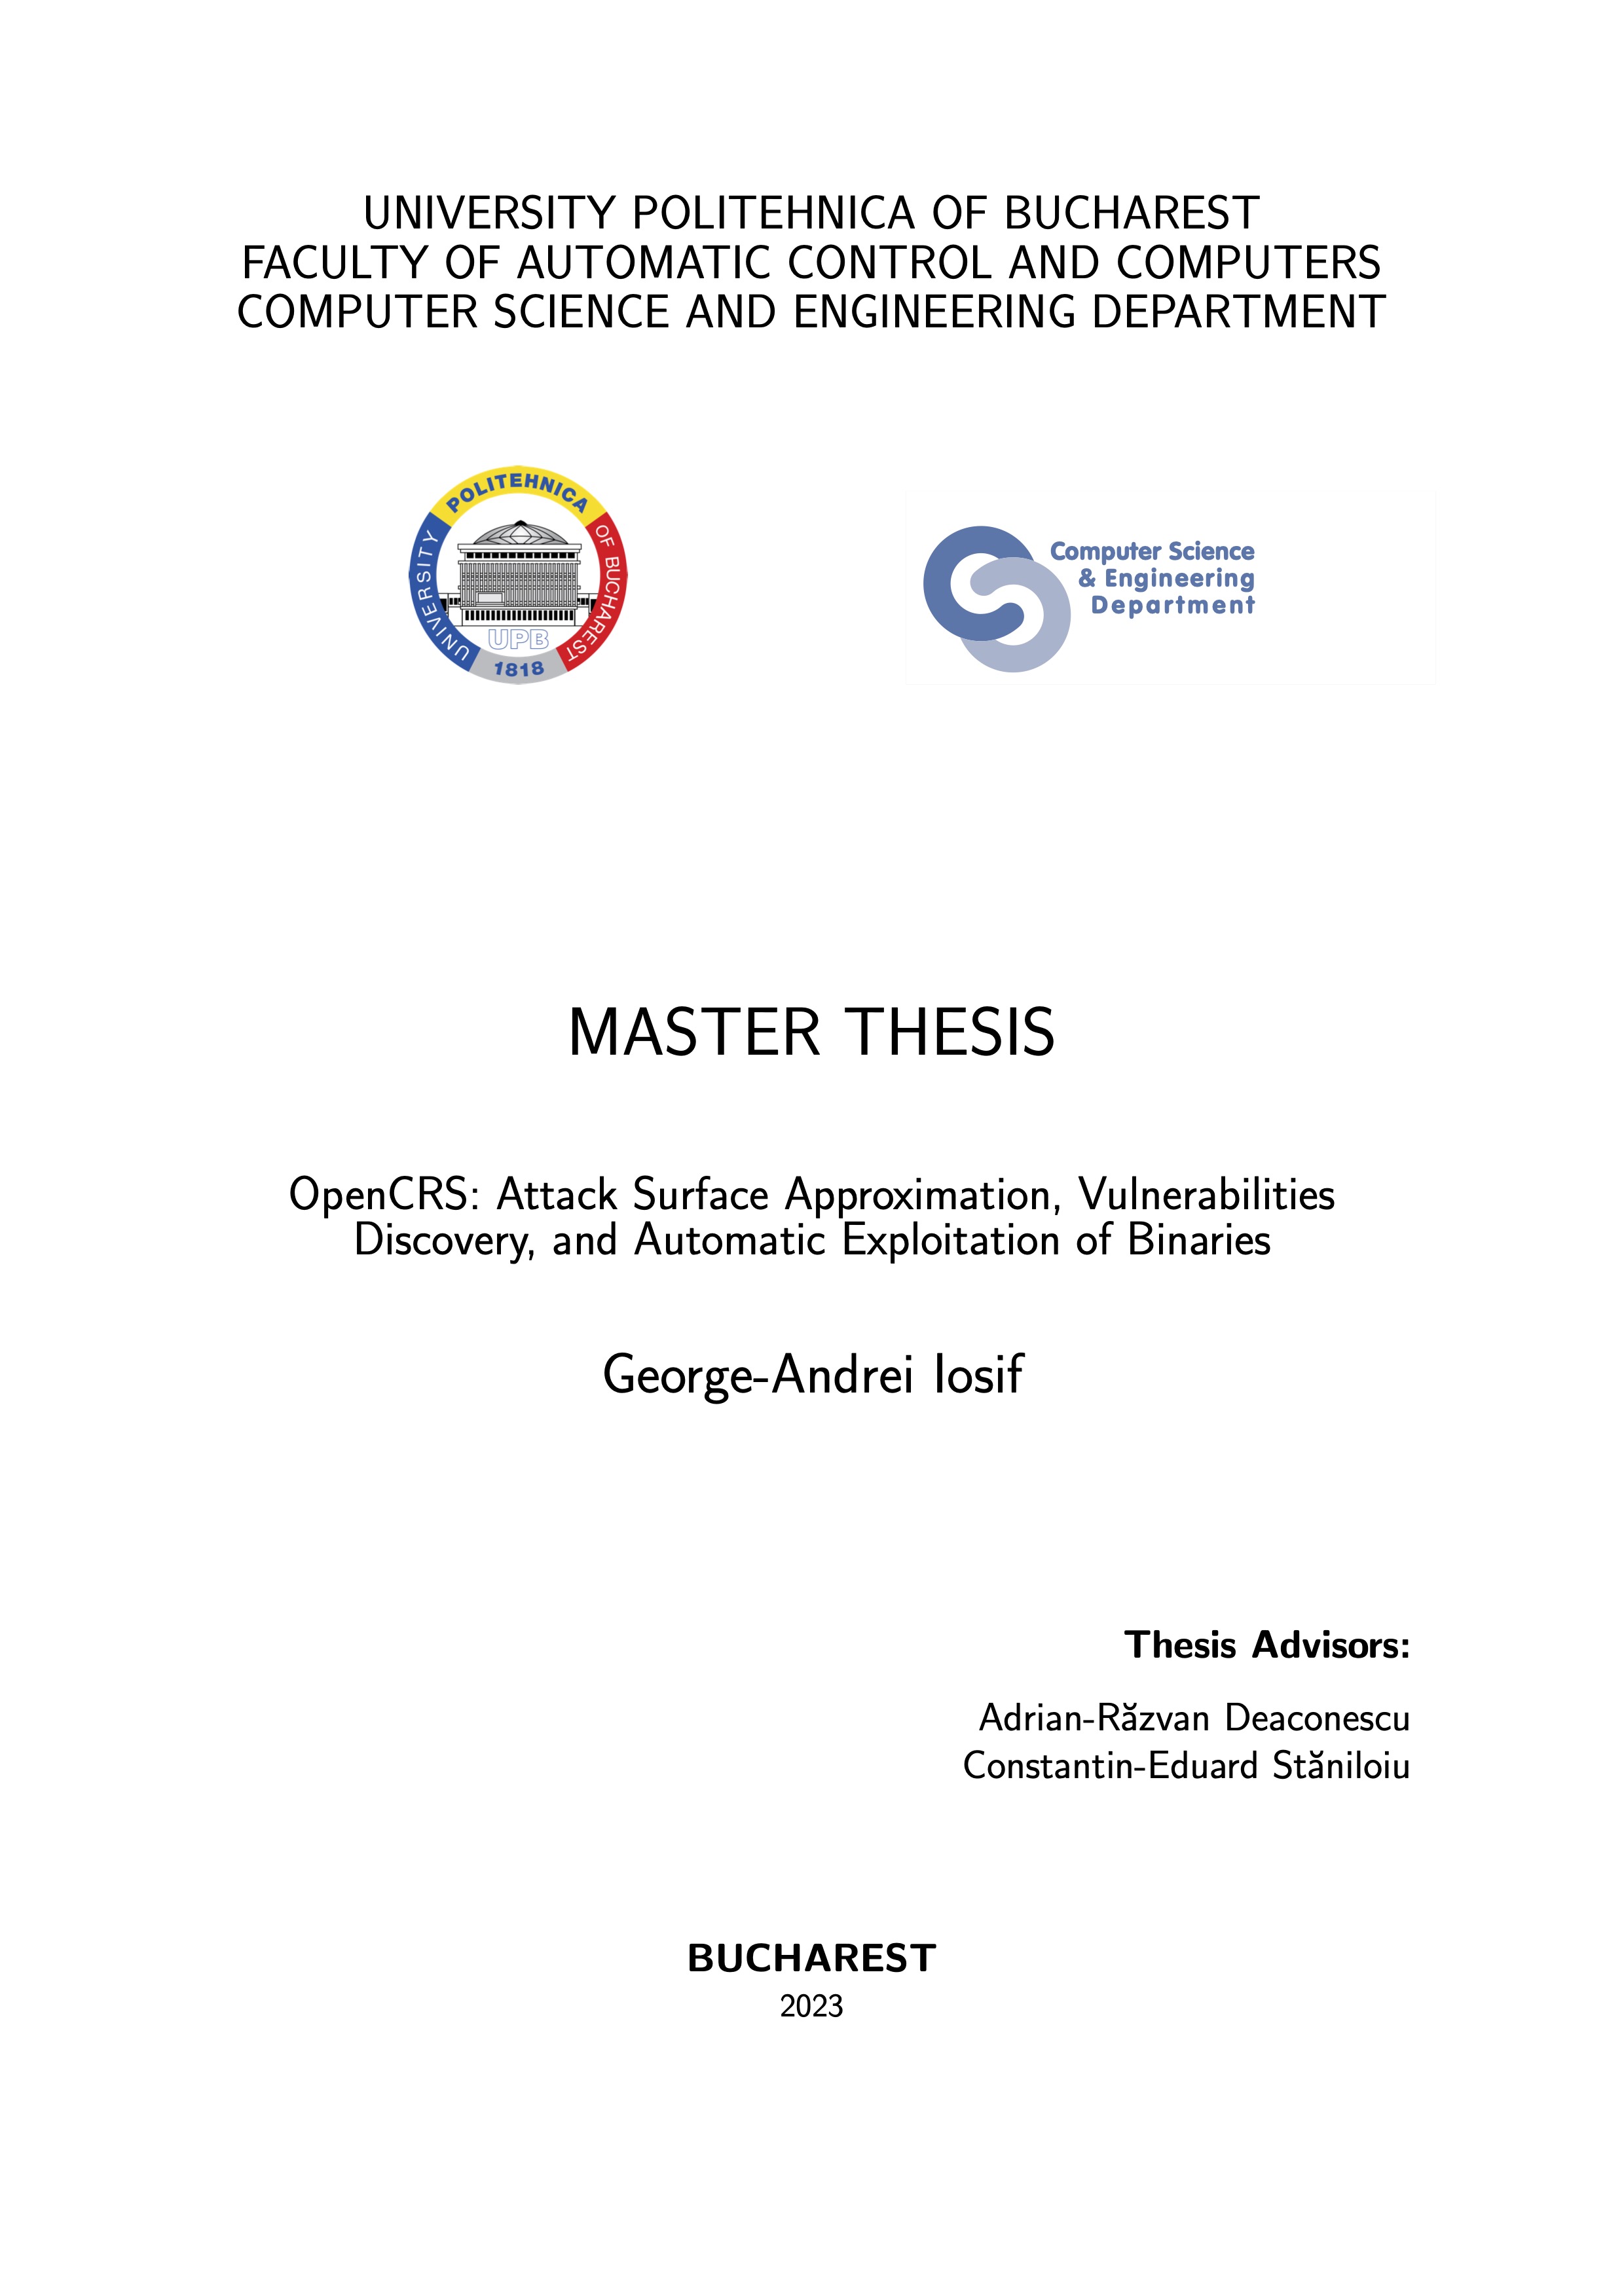 UNIVERSITY POLITEHNICA OF BUCHAREST
FACULTY OF AUTOMATIC CONTROL AND COMPUTERS
COMPUTER SCIENCE AND ENGINEERING DEPARTMENT
UNIVERSITY POLITEHNICA OF BUCHAREST
UPB
1818
Computer Science
& Engineering
Department
MASTER THESIS
OpenCRS: Attack Surface Approximation, Vulnerabilities
Discovery, and Automatic Exploitation of Binaries
George-Andrei Iosif
Thesis Advisors:
Adrian-Răzvan Deaconescu
Constantin-Eduard Stăniloiu
BUCHAREST
2023